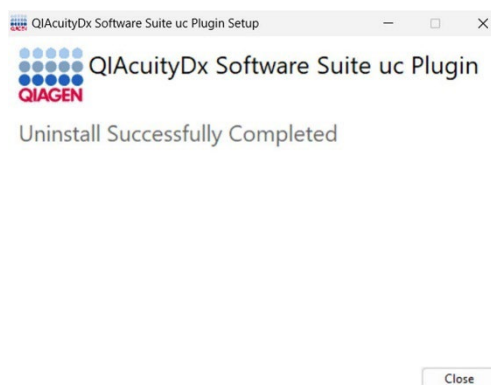 QIAcuityDx Software Suite uc Plugin Setup
QIAcuityDx Software Suite uc Plugin
QIAGEN
Uninstall Successfully Completed
Close